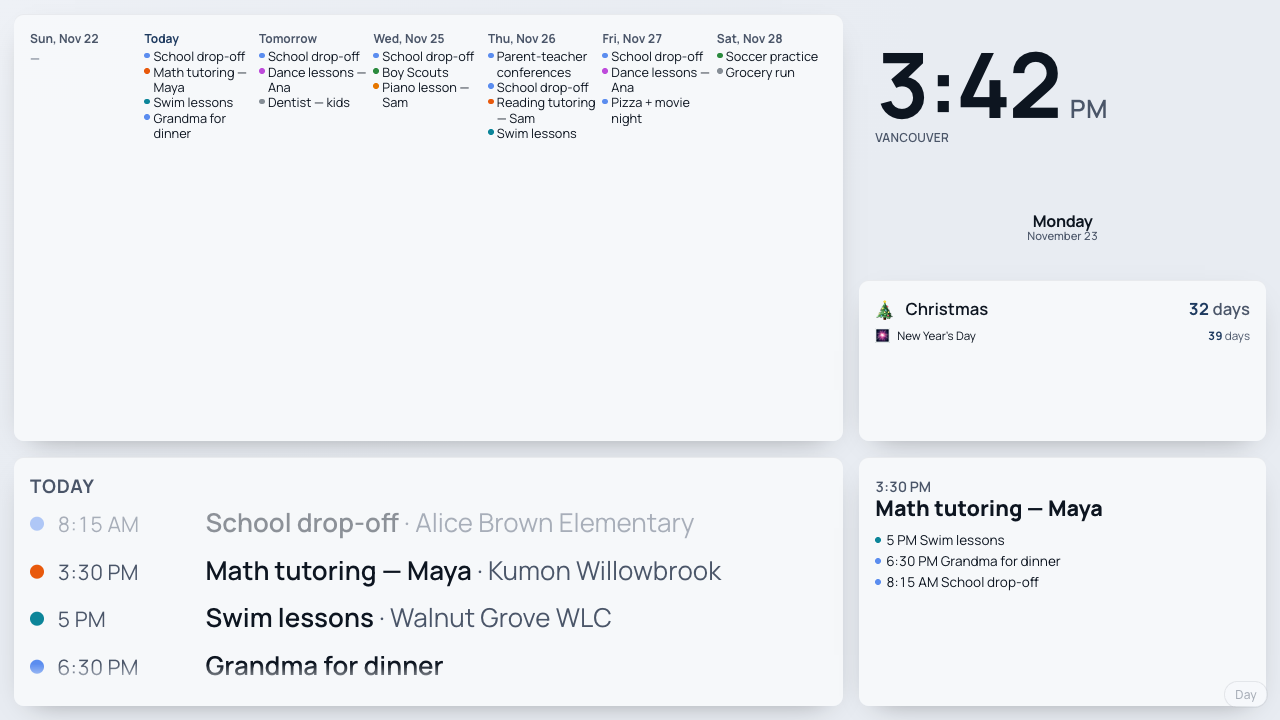 Sun, Nov 22
—
Today
School drop-off
Math tutoring —
Maya
Swim lessons
Grandma for
dinner
Tomorrow
School drop-off
Dance lessons —
Ana
Dentist — kids
Wed, Nov 25
School drop-off
Boy Scouts
Piano lesson —
Sam
Thu, Nov 26
Parent-teacher
conferences
School drop-off
Reading tutoring
— Sam
Swim lessons
Fri, Nov 27
School drop-off
Dance lessons —
Ana
Pizza + movie
night
Sat, Nov 28
Soccer practice
Grocery run
3:42 PM
VANCOUVER
Monday
November 23
Christmas 32 days
New Year's Day 39 days
TODAY
8:15 AM School drop-off · Alice Brown Elementary
3:30 PM Math tutoring — Maya · Kumon Willowbrook
5 PM Swim lessons · Walnut Grove WLC
6:30 PM Grandma for dinner
3:30 PM
Math tutoring — Maya
5 PM Swim lessons
6:30 PM Grandma for dinner
8:15 AM School drop-off
Day